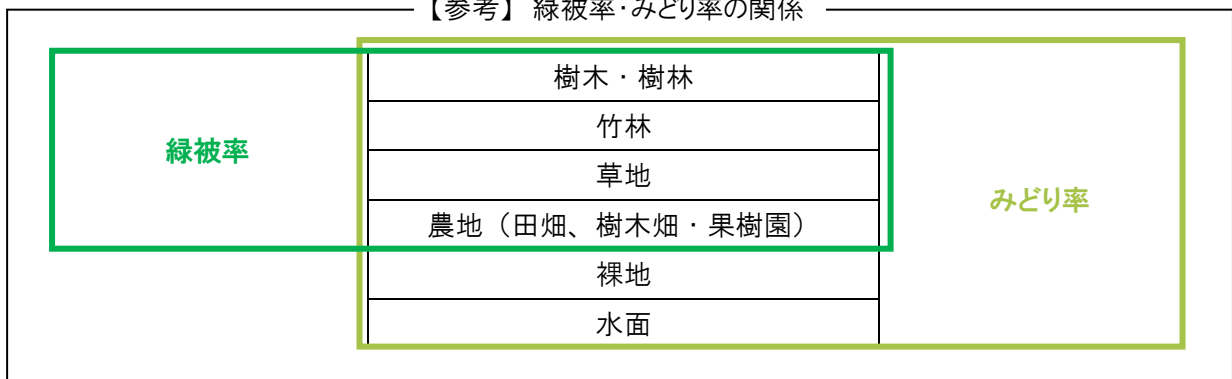 【参考】 緑被率・みどり率の関係
樹木・樹林
竹林
緑被率
草地
みどり率
農地（田畑、樹木畑・果樹園）
裸地
水面